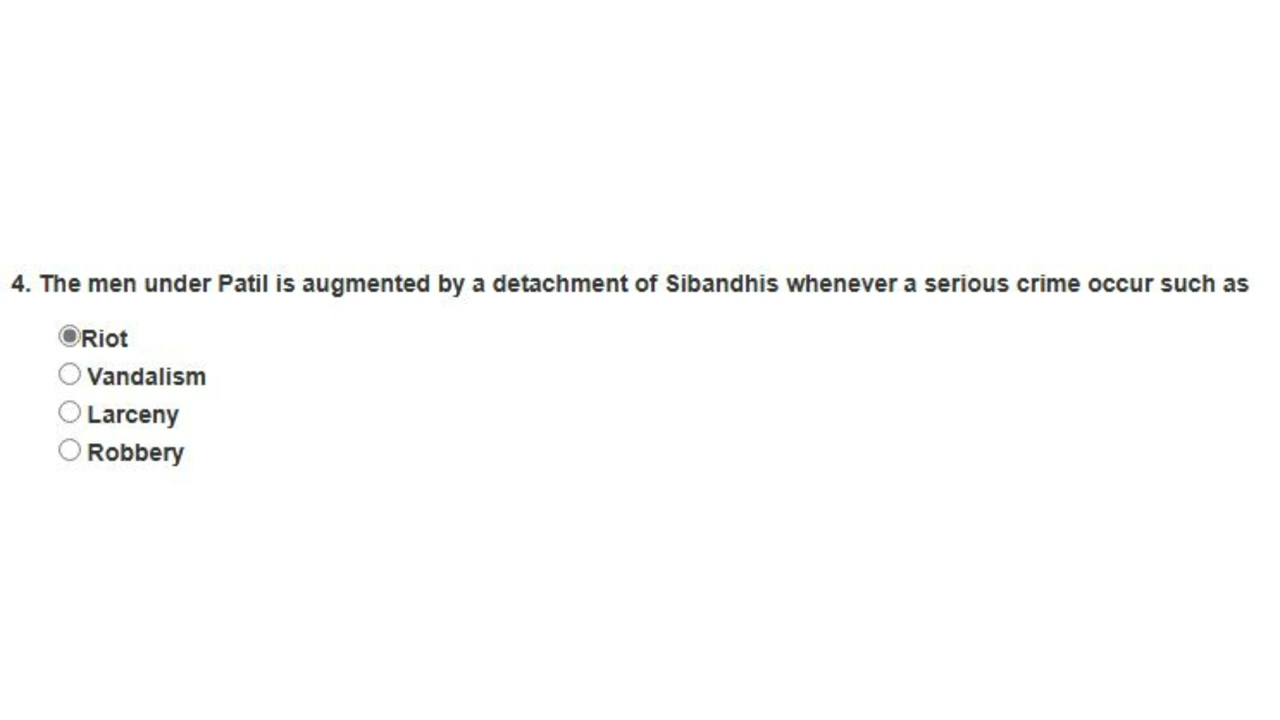 4. The men under Patil is augmented by a detachment of Sibandhis whenever a serious crime occur such as
Riot
Vandalism
Larceny
Robbery